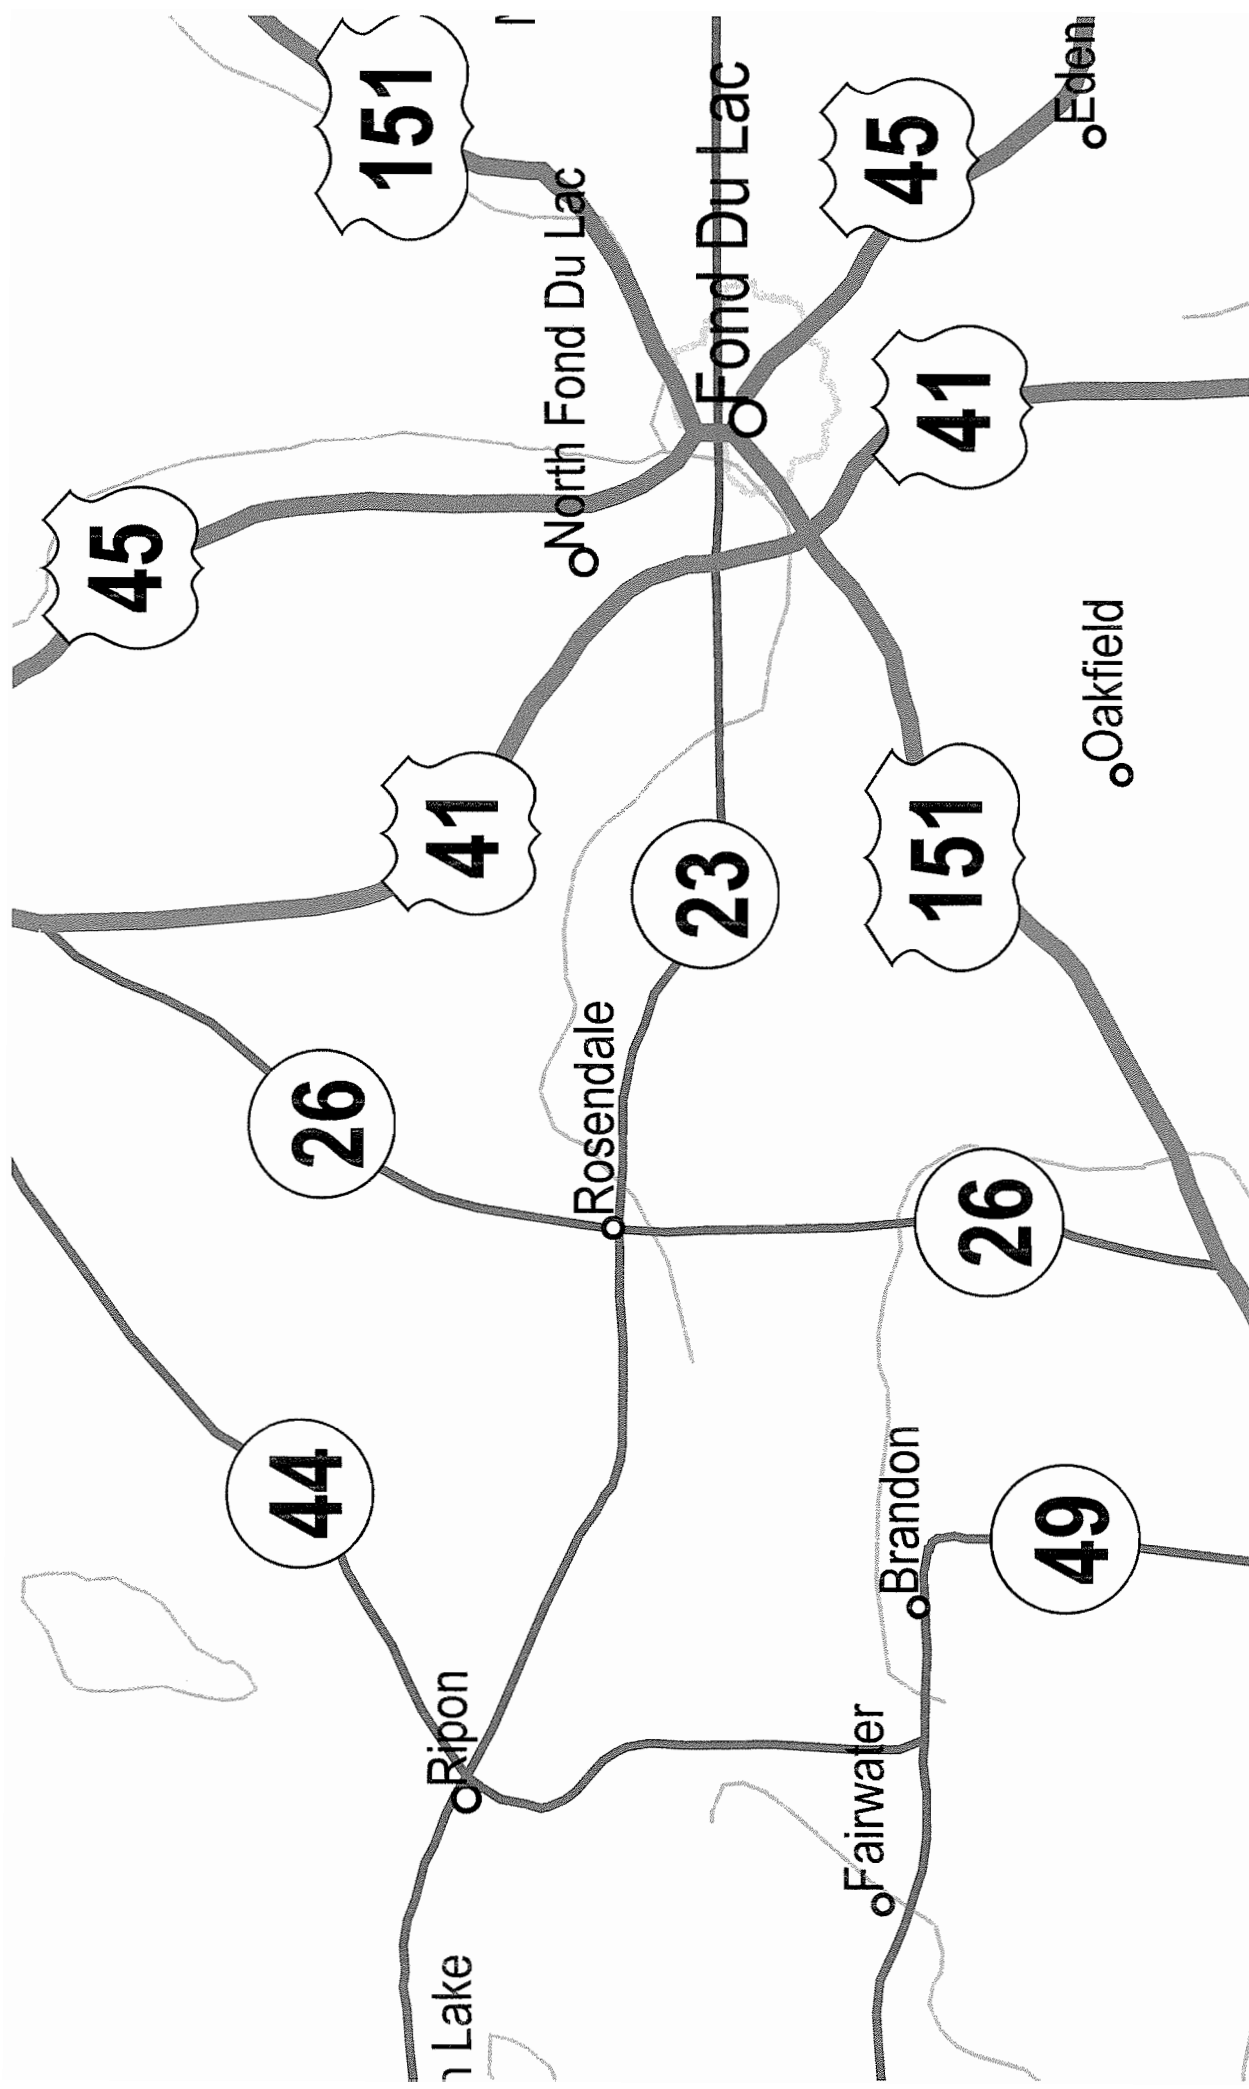 45
44
26
151
Lake
Ripon
41
North Fond Du Lac
Rosendale
23
Fond Du Lac
Fairwater
Brandon
45
151
41
26
49
Eden
Oakfield